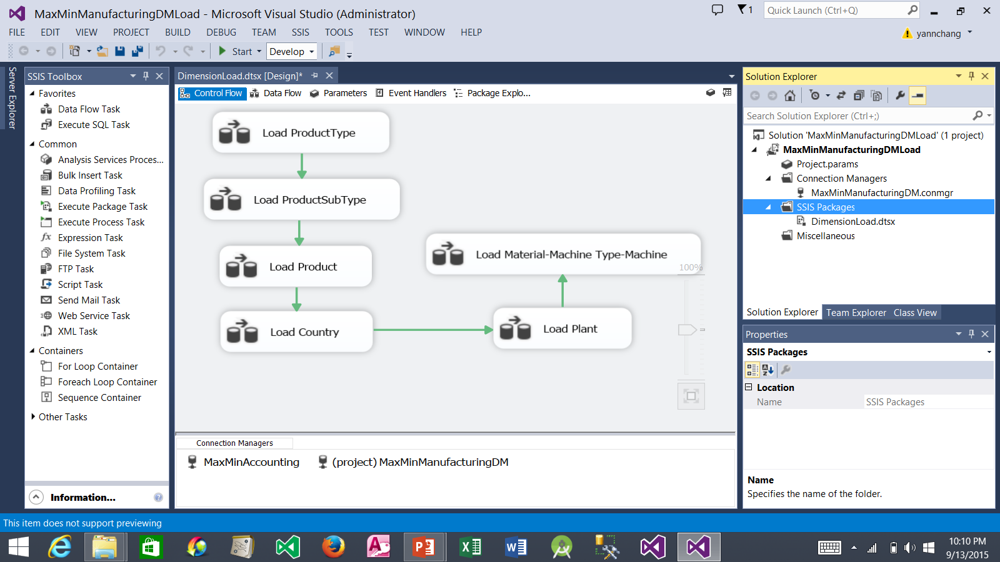 MaxMinManufacturingDMLoad - Microsoft Visual Studio (Administrator)
1
Quick Launch (Ctrl+Q)
FILE EDIT VIEW PROJECT BUILD DEBUG TEAM SSIS TOOLS TEST WINDOW HELP
yannchang
Start
Develop
Server Explorer
SSIS Toolbox
Favorites
Data Flow Task
Execute SQL Task
Common
Analysis Services Proces...
Bulk Insert Task
Data Profiling Task
Execute Package Task
Execute Process Task
Expression Task
File System Task
FTP Task
Script Task
Send Mail Task
Web Service Task
XML Task
Containers
For Loop Container
Foreach Loop Container
Sequence Container
Other Tasks
Information...
DimensionLoad.dtsx [Design]*
Control Flow Data Flow Parameters Event Handlers Package Explo...
Load ProductType
Load ProductSubType
Load Product
Load Country
Load Plant
Load Material-Machine Type-Machine
100%
Connection Managers
MaxMinAccounting
(project) MaxMinManufacturingDM
Solution Explorer
Search Solution Explorer (Ctrl+;)
Solution 'MaxMinManufacturingDMLoad' (1 project)
MaxMinManufacturingDMLoad
Project.params
Connection Managers
MaxMinManufacturingDM.conmgr
SSIS Packages
DimensionLoad.dtsx
Miscellaneous
Solution Explorer Team Explorer Class View
Properties
SSIS Packages
Location
Name SSIS Packages
Name
Specifies the name of the folder.
This item does not support previewing
10:10 PM
9/13/2015